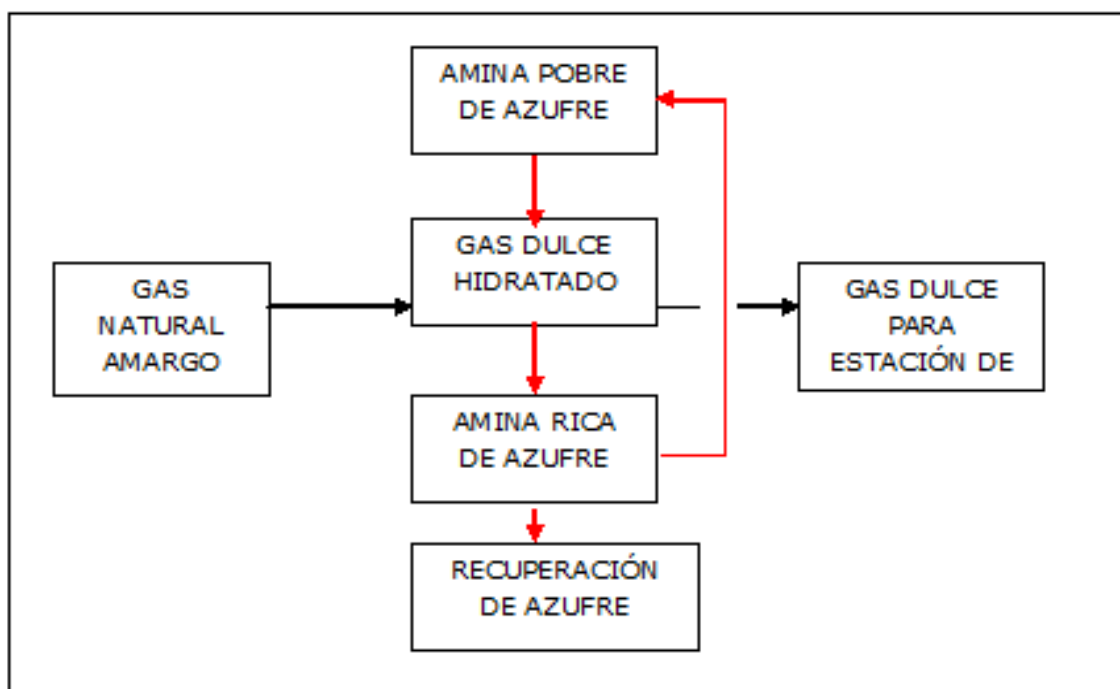 AMINA POBRE
DE AZUFRE
GAS DULCE
HIDRATADO
GAS
NATURAL
AMARGO
GAS DULCE
PARA
ESTACIÓN DE
AMINA RICA
DE AZUFRE
RECUPERACIÓN
DE AZUFRE